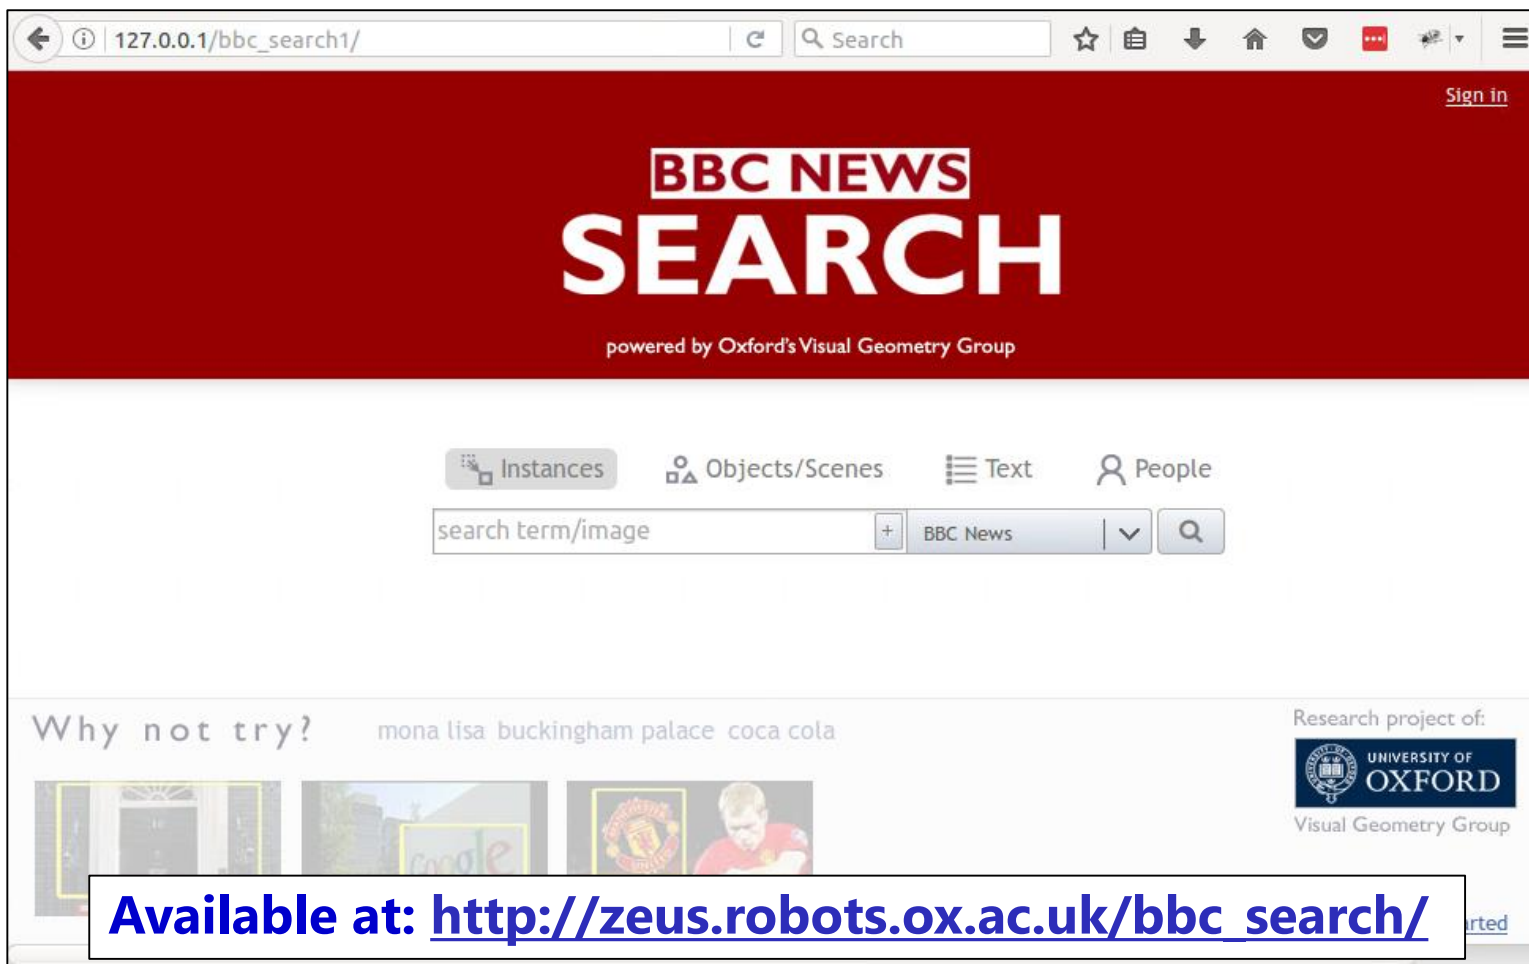 127.0.0.1/bbc_search1/
Search
Sign in
BBC NEWS
SEARCH
powered by Oxford's Visual Geometry Group
Instances
Objects/Scenes
Text
People
search term/image
+
BBC News
Why not try?
mona lisa buckingham palace coca cola
Research project of:
UNIVERSITY OF
OXFORD
Visual Geometry Group
Google
Available at: http://zeus.robots.ox.ac.uk/bbc_search/